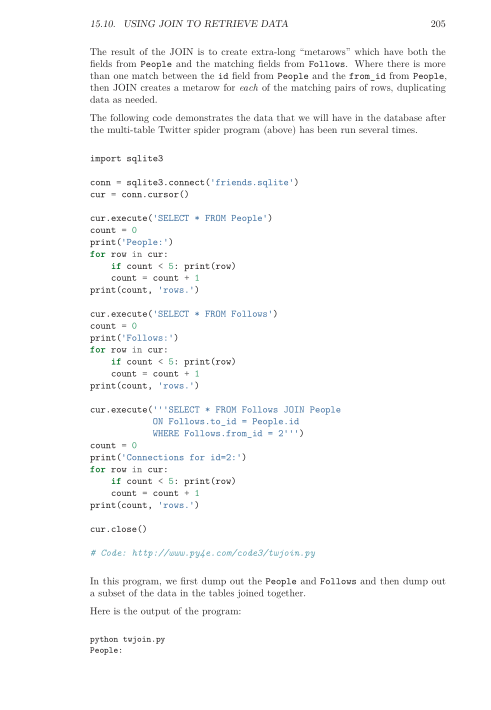 15.10. USING JOIN TO RETRIEVE DATA 205
The result of the JOIN is to create extra-long “metarows” which have both the
fields from People and the matching fields from Follows. Where there is more
than one match between the id field from People and the from_id from People,
then JOIN creates a metarow for each of the matching pairs of rows, duplicating
data as needed.
The following code demonstrates the data that we will have in the database after
the multi-table Twitter spider program (above) has been run several times.
import sqlite3
conn = sqlite3.connect('friends.sqlite')
cur = conn.cursor()
cur.execute('SELECT * FROM People')
count = 0
print('People:')
for row in cur:
    if count < 5: print(row)
    count = count + 1
print(count, 'rows.')
cur.execute('SELECT * FROM Follows')
count = 0
print('Follows:')
for row in cur:
    if count < 5: print(row)
    count = count + 1
print(count, 'rows.')
cur.execute('''SELECT * FROM Follows JOIN People
            ON Follows.to_id = People.id
            WHERE Follows.from_id = 2''')
count = 0
print('Connections for id=2:')
for row in cur:
    if count < 5: print(row)
    count = count + 1
print(count, 'rows.')
cur.close()
# Code: http://www.py4e.com/code3/twjoin.py
In this program, we first dump out the People and Follows and then dump out
a subset of the data in the tables joined together.
Here is the output of the program:
python twjoin.py
People: